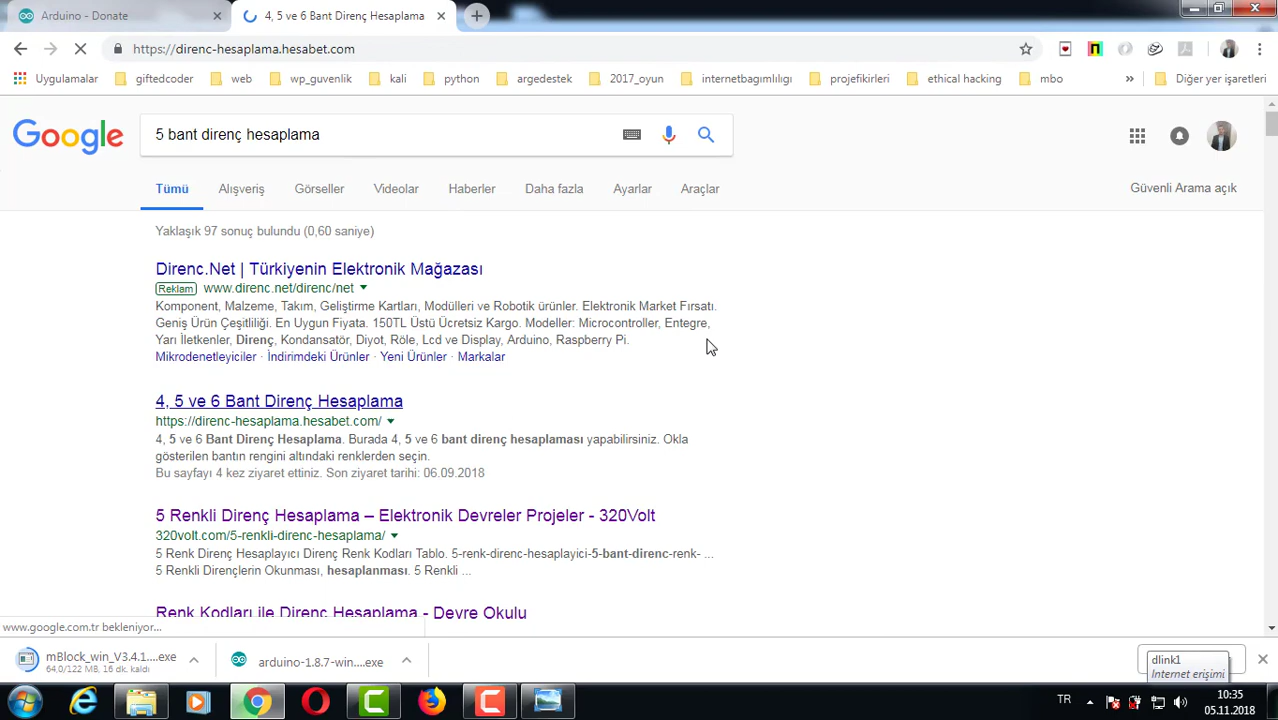 Arduino - Donate
4, 5 ve 6 Bant Direnç Hesaplama
https://direnc-hesaplama.hesabet.com
Uygulamalar
giftedcoder
web
wp_guvenlik
kali
python
argedestek
2017_oyun
internetbagımlılıgı
projefikirleri
ethical hacking
mbo
»
Diğer yer işaretleri
Google
5 bant direnç hesaplama
Tümü
Alışveriş
Görseller
Videolar
Haberler
Daha fazla
Ayarlar
Araçlar
Güvenli Arama açık
Yaklaşık 97 sonuç bulundu (0,60 saniye)
Direnc.Net | Türkiyenin Elektronik Mağazası
Reklam www.direnc.net/direnc/net
Komponent, Malzeme, Takım, Geliştirme Kartları, Modülleri ve Robotik ürünler. Elektronik Market Fırsatı.
Geniş Ürün Çeşitliliği. En Uygun Fiyata. 150TL Üstü Ücretsiz Kargo. Modeller: Microcontroller, Entegre,
Yarı İletkenler, Direnç, Kondansatör, Diyot, Röle, Lcd ve Display, Arduino, Raspberry Pi.
Mikrodenetleyiciler · İndirimdeki Ürünler · Yeni Ürünler · Markalar
4, 5 ve 6 Bant Direnç Hesaplama
https://direnc-hesaplama.hesabet.com/
4, 5 ve 6 Bant Direnç Hesaplama. Burada 4, 5 ve 6 bant direnç hesaplaması yapabilirsiniz. Okla
gösterilen bantın rengini altındaki renklerden seçin.
Bu sayfayı 4 kez ziyaret ettiniz. Son ziyaret tarihi: 06.09.2018
5 Renkli Direnç Hesaplama – Elektronik Devreler Projeler - 320Volt
320volt.com/5-renkli-direnc-hesaplama/
5 Renk Direnç Hesaplayıcı Direnç Renk Kodları Tablo. 5-renk-direnc-hesaplayici-5-bant-direnc-renk- ...
5 Renkli Dirençlerin Okunması, hesaplanması. 5 Renkli ...
Renk Kodları ile Direnç Hesaplama - Devre Okulu
www.google.com.tr bekleniyor...
mBlock_win_V3.4.1....exe
64,0/122 MB, 16 dk. kaldı
arduino-1.8.7-win....exe
dlink1
Internet erişimi
TR
10:35
05.11.2018